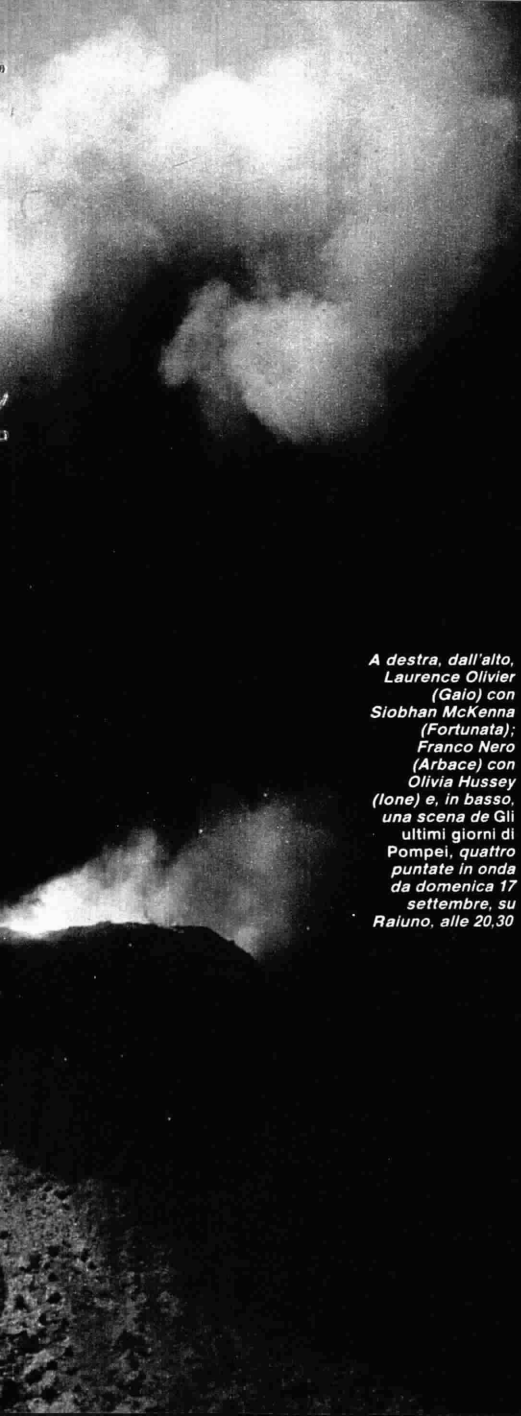 A destra, dall'alto,
Laurence Olivier
(Gaio) con
Siobhan McKenna
(Fortunata);
Franco Nero
(Arbace) con
Olivia Hussey
(Ione) e, in basso,
una scena de Gli
ultimi giorni di
Pompei, quattro
puntate in onda
da domenica 17
settembre, su
Raiuno, alle 20,30